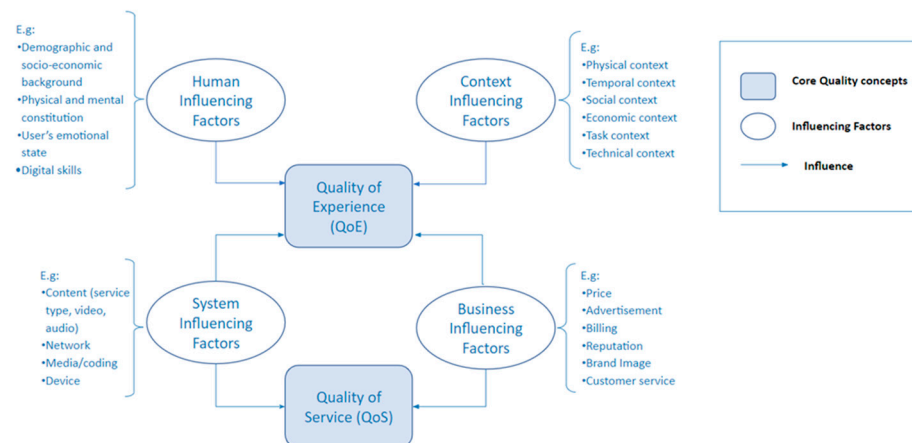 E.g:
•Demographic and
socio-economic
background
•Physical and mental
constitution
•User's emotional
state
•Digital skills
Human
Influencing
Factors
Context
Influencing
Factors
E.g:
•Physical context
•Temporal context
•Social context
•Economic context
•Task context
•Technical context
Core Quality concepts
Influencing Factors
Influence
Quality of
Experience
(QoE)
E.g:
•Content (service
type, video,
audio)
•Network
•Media/coding
•Device
System
Influencing
Factors
Business
Influencing
Factors
E.g:
•Price
•Advertisement
•Billing
•Reputation
•Brand Image
•Customer service
Quality of
Service (QoS)